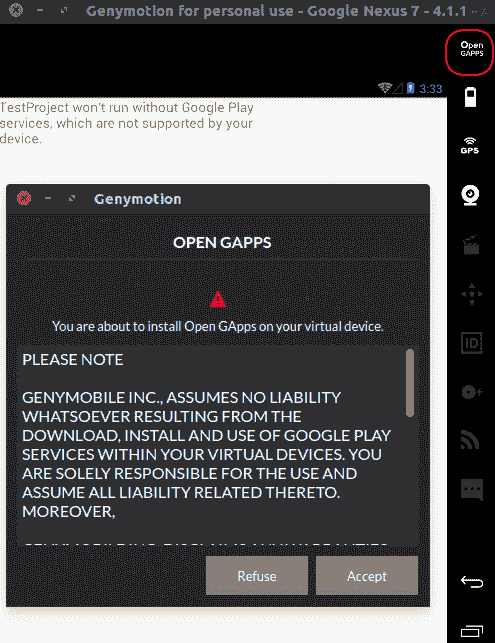 Genymotion for personal use - Google Nexus 7 - 4.1.1
Open
GAPPS
3:33
TestProject won't run without Google Play
services, which are not supported by your
device.
GPS
Genymotion
OPEN GAPPS
You are about to install Open GApps on your virtual device.
PLEASE NOTE
GENYMOBILE INC., ASSUMES NO LIABILITY
WHATSOEVER RESULTING FROM THE
DOWNLOAD, INSTALL AND USE OF GOOGLE PLAY
SERVICES WITHIN YOUR VIRTUAL DEVICES. YOU
ARE SOLELY RESPONSIBLE FOR THE USE AND
ASSUME ALL LIABILITY RELATED THERETO.
MOREOVER,
ID
Refuse
Accept